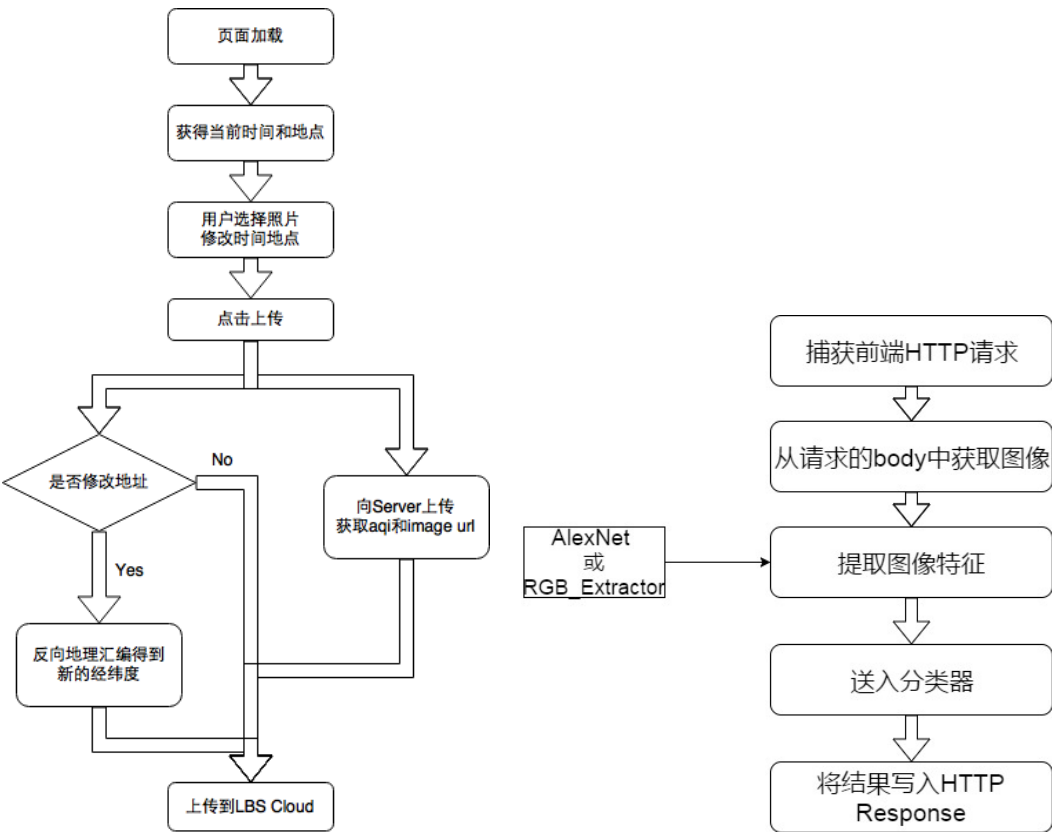 页面加载
获得当前时间和地点
用户选择照片
修改时间地点
点击上传
是否修改地址
No
Yes
向Server上传
获取aqi和image url
反向地理汇编得到
新的经纬度
上传到LBS Cloud
捕获前端HTTP请求
从请求的body中获取图像
AlexNet
或
RGB_Extractor
提取图像特征
送入分类器
将结果写入HTTP
Response